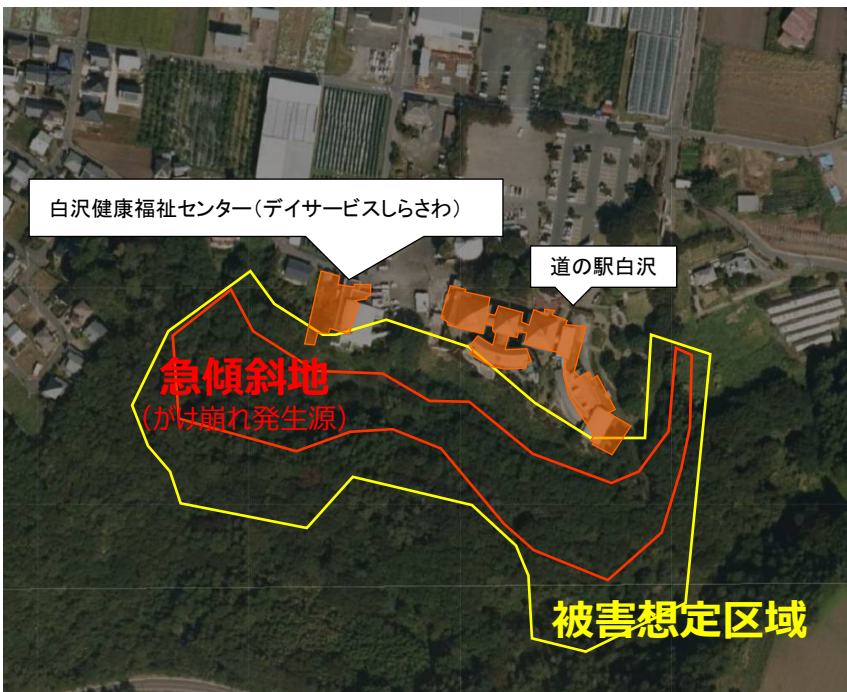 白沢健康福祉センター（デイサービスしらさわ）
道の駅白沢
急傾斜地
（がけ崩れ発生源）
被害想定区域